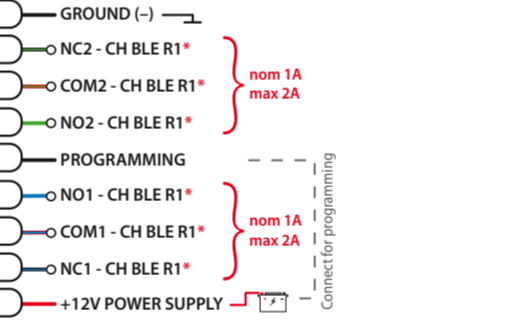 GROUND (–)
NC2 - CH BLE R1*
COM2 - CH BLE R1*
NO2 - CH BLE R1*
nom 1A
max 2A
PROGRAMMING
NO1 - CH BLE R1*
COM1 - CH BLE R1*
NC1 - CH BLE R1*
nom 1A
max 2A
+12V POWER SUPPLY
Connect for programming